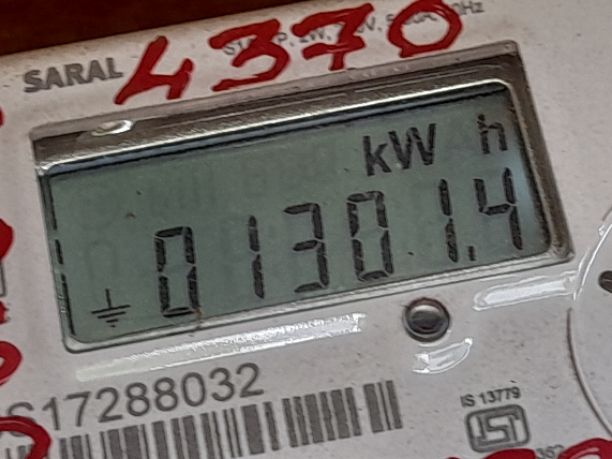 SARAL 4370
kW h
01301.4
S17288032
IS 13779
ISI